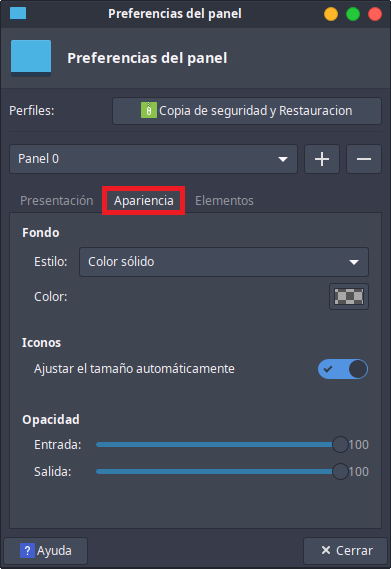 Preferencias del panel
Preferencias del panel
Perfiles:
Copia de seguridad y Restauracion
Panel 0
Presentación Apariencia Elementos
Fondo
Estilo: Color sólido
Color:
Iconos
Ajustar el tamaño automáticamente
Opacidad
Entrada: 100
Salida: 100
? Ayuda
Cerrar